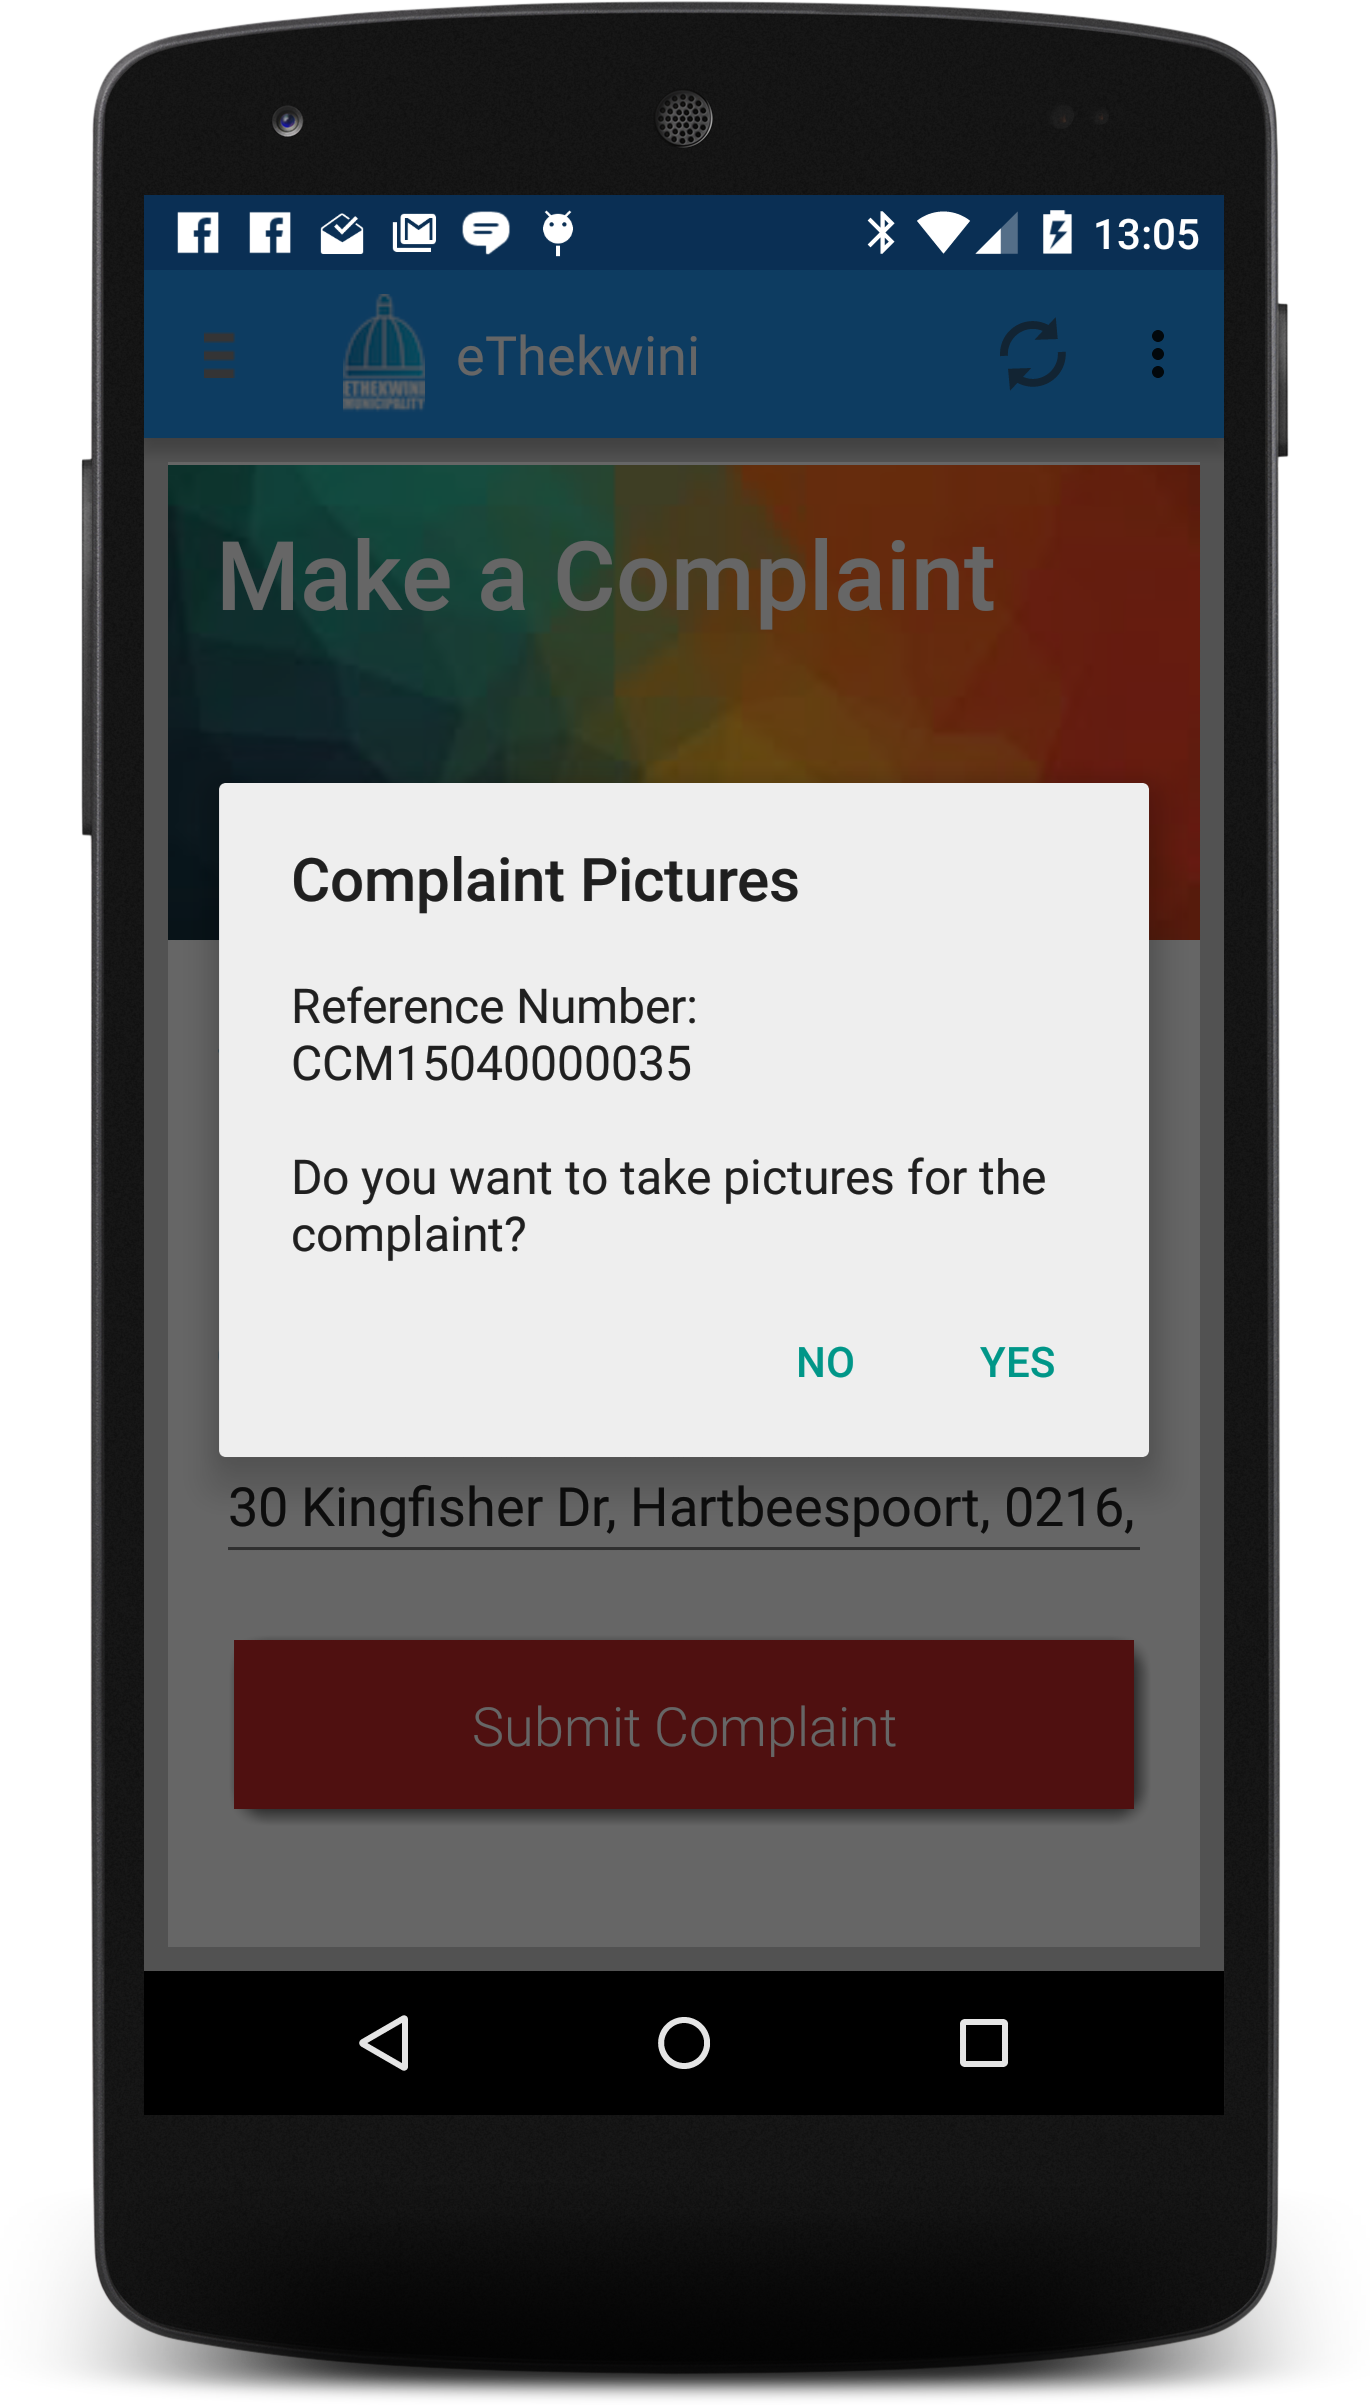 13:05
ETHEKWINI
MUNICIPALITY
eThekwini
Make a Complaint
Complaint Pictures
Reference Number:
CCM15040000035
Do you want to take pictures for the
complaint?
NO YES
30 Kingfisher Dr, Hartbeespoort, 0216,
Submit Complaint